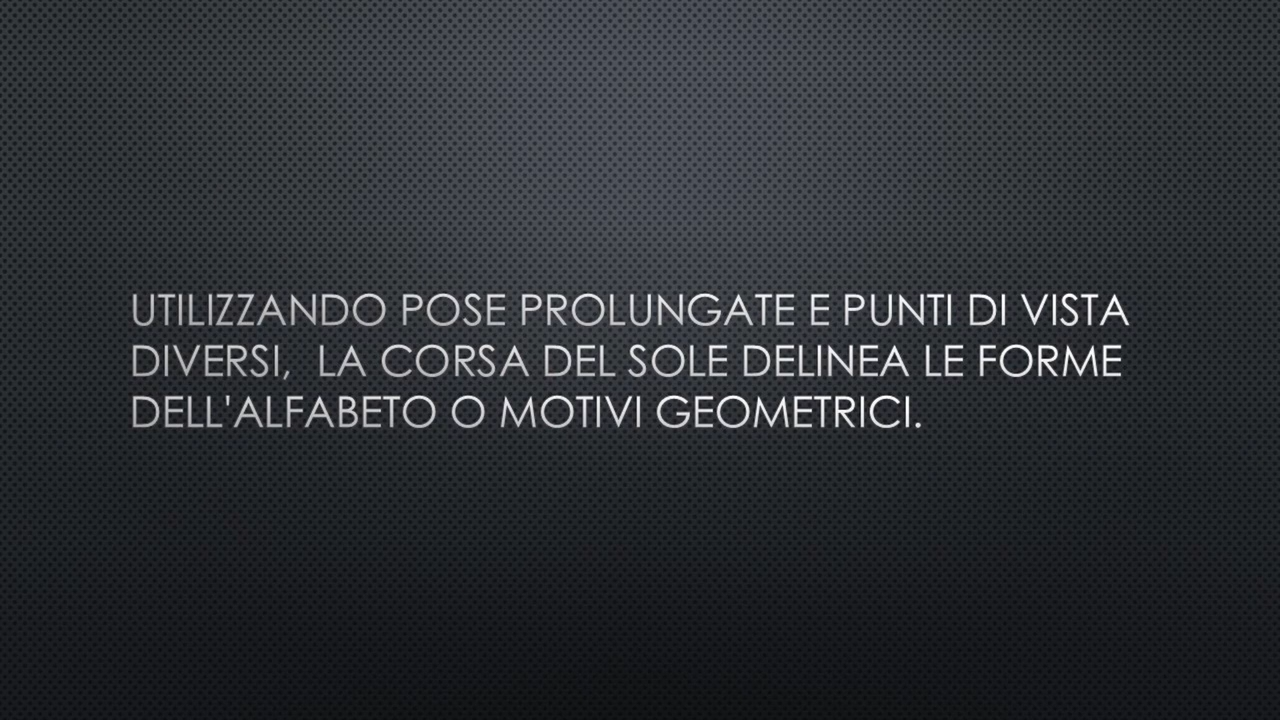 UTILIZZANDO POSE PROLUNGATE E PUNTI DI VISTA
DIVERSI,  LA CORSA DEL SOLE DELINEA LE FORME
DELL'ALFABETO O MOTIVI GEOMETRICI.